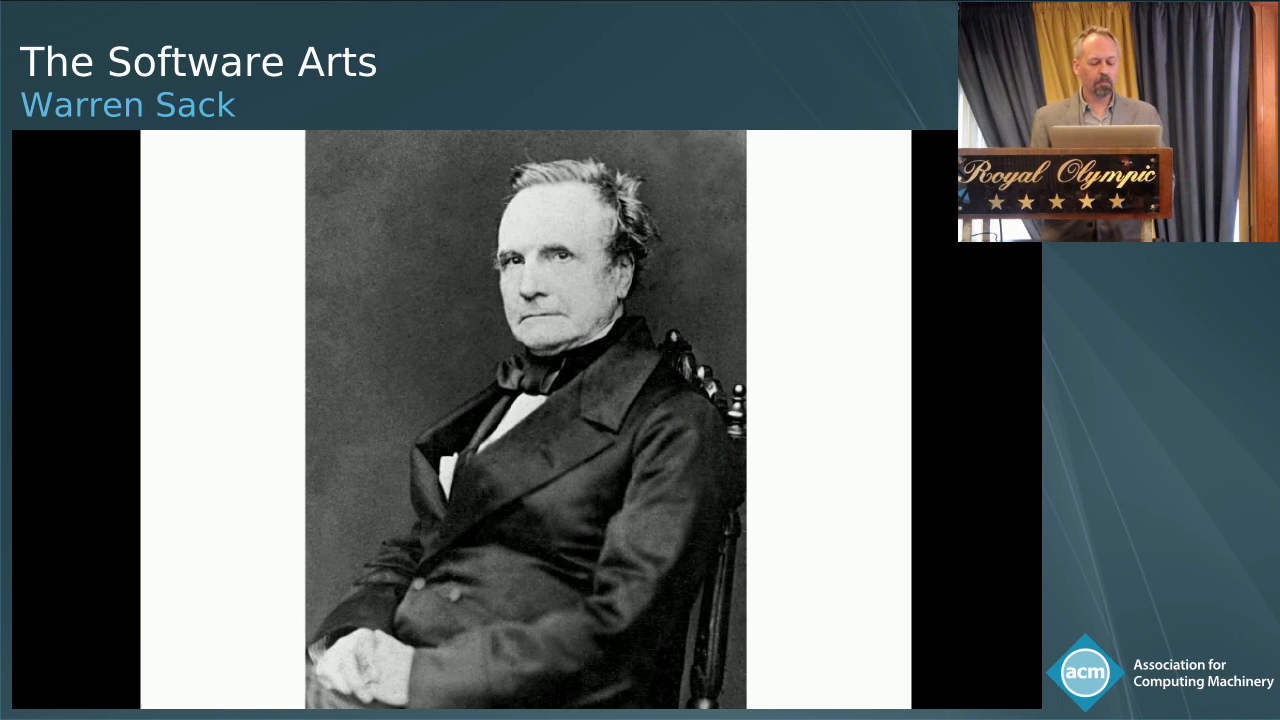 The Software Arts
Warren Sack
Royal Olympic
acm
Association for
Computing Machinery